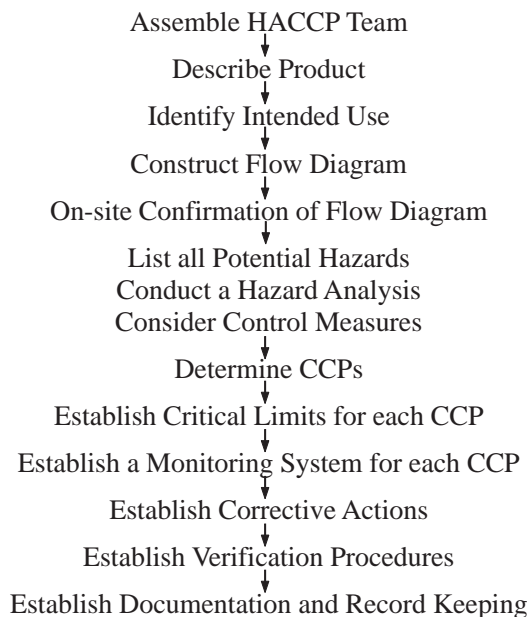 Assemble HACCP Team
Describe Product
Identify Intended Use
Construct Flow Diagram
On-site Confirmation of Flow Diagram
List all Potential Hazards
Conduct a Hazard Analysis
Consider Control Measures
Determine CCPs
Establish Critical Limits for each CCP
Establish a Monitoring System for each CCP
Establish Corrective Actions
Establish Verification Procedures
Establish Documentation and Record Keeping